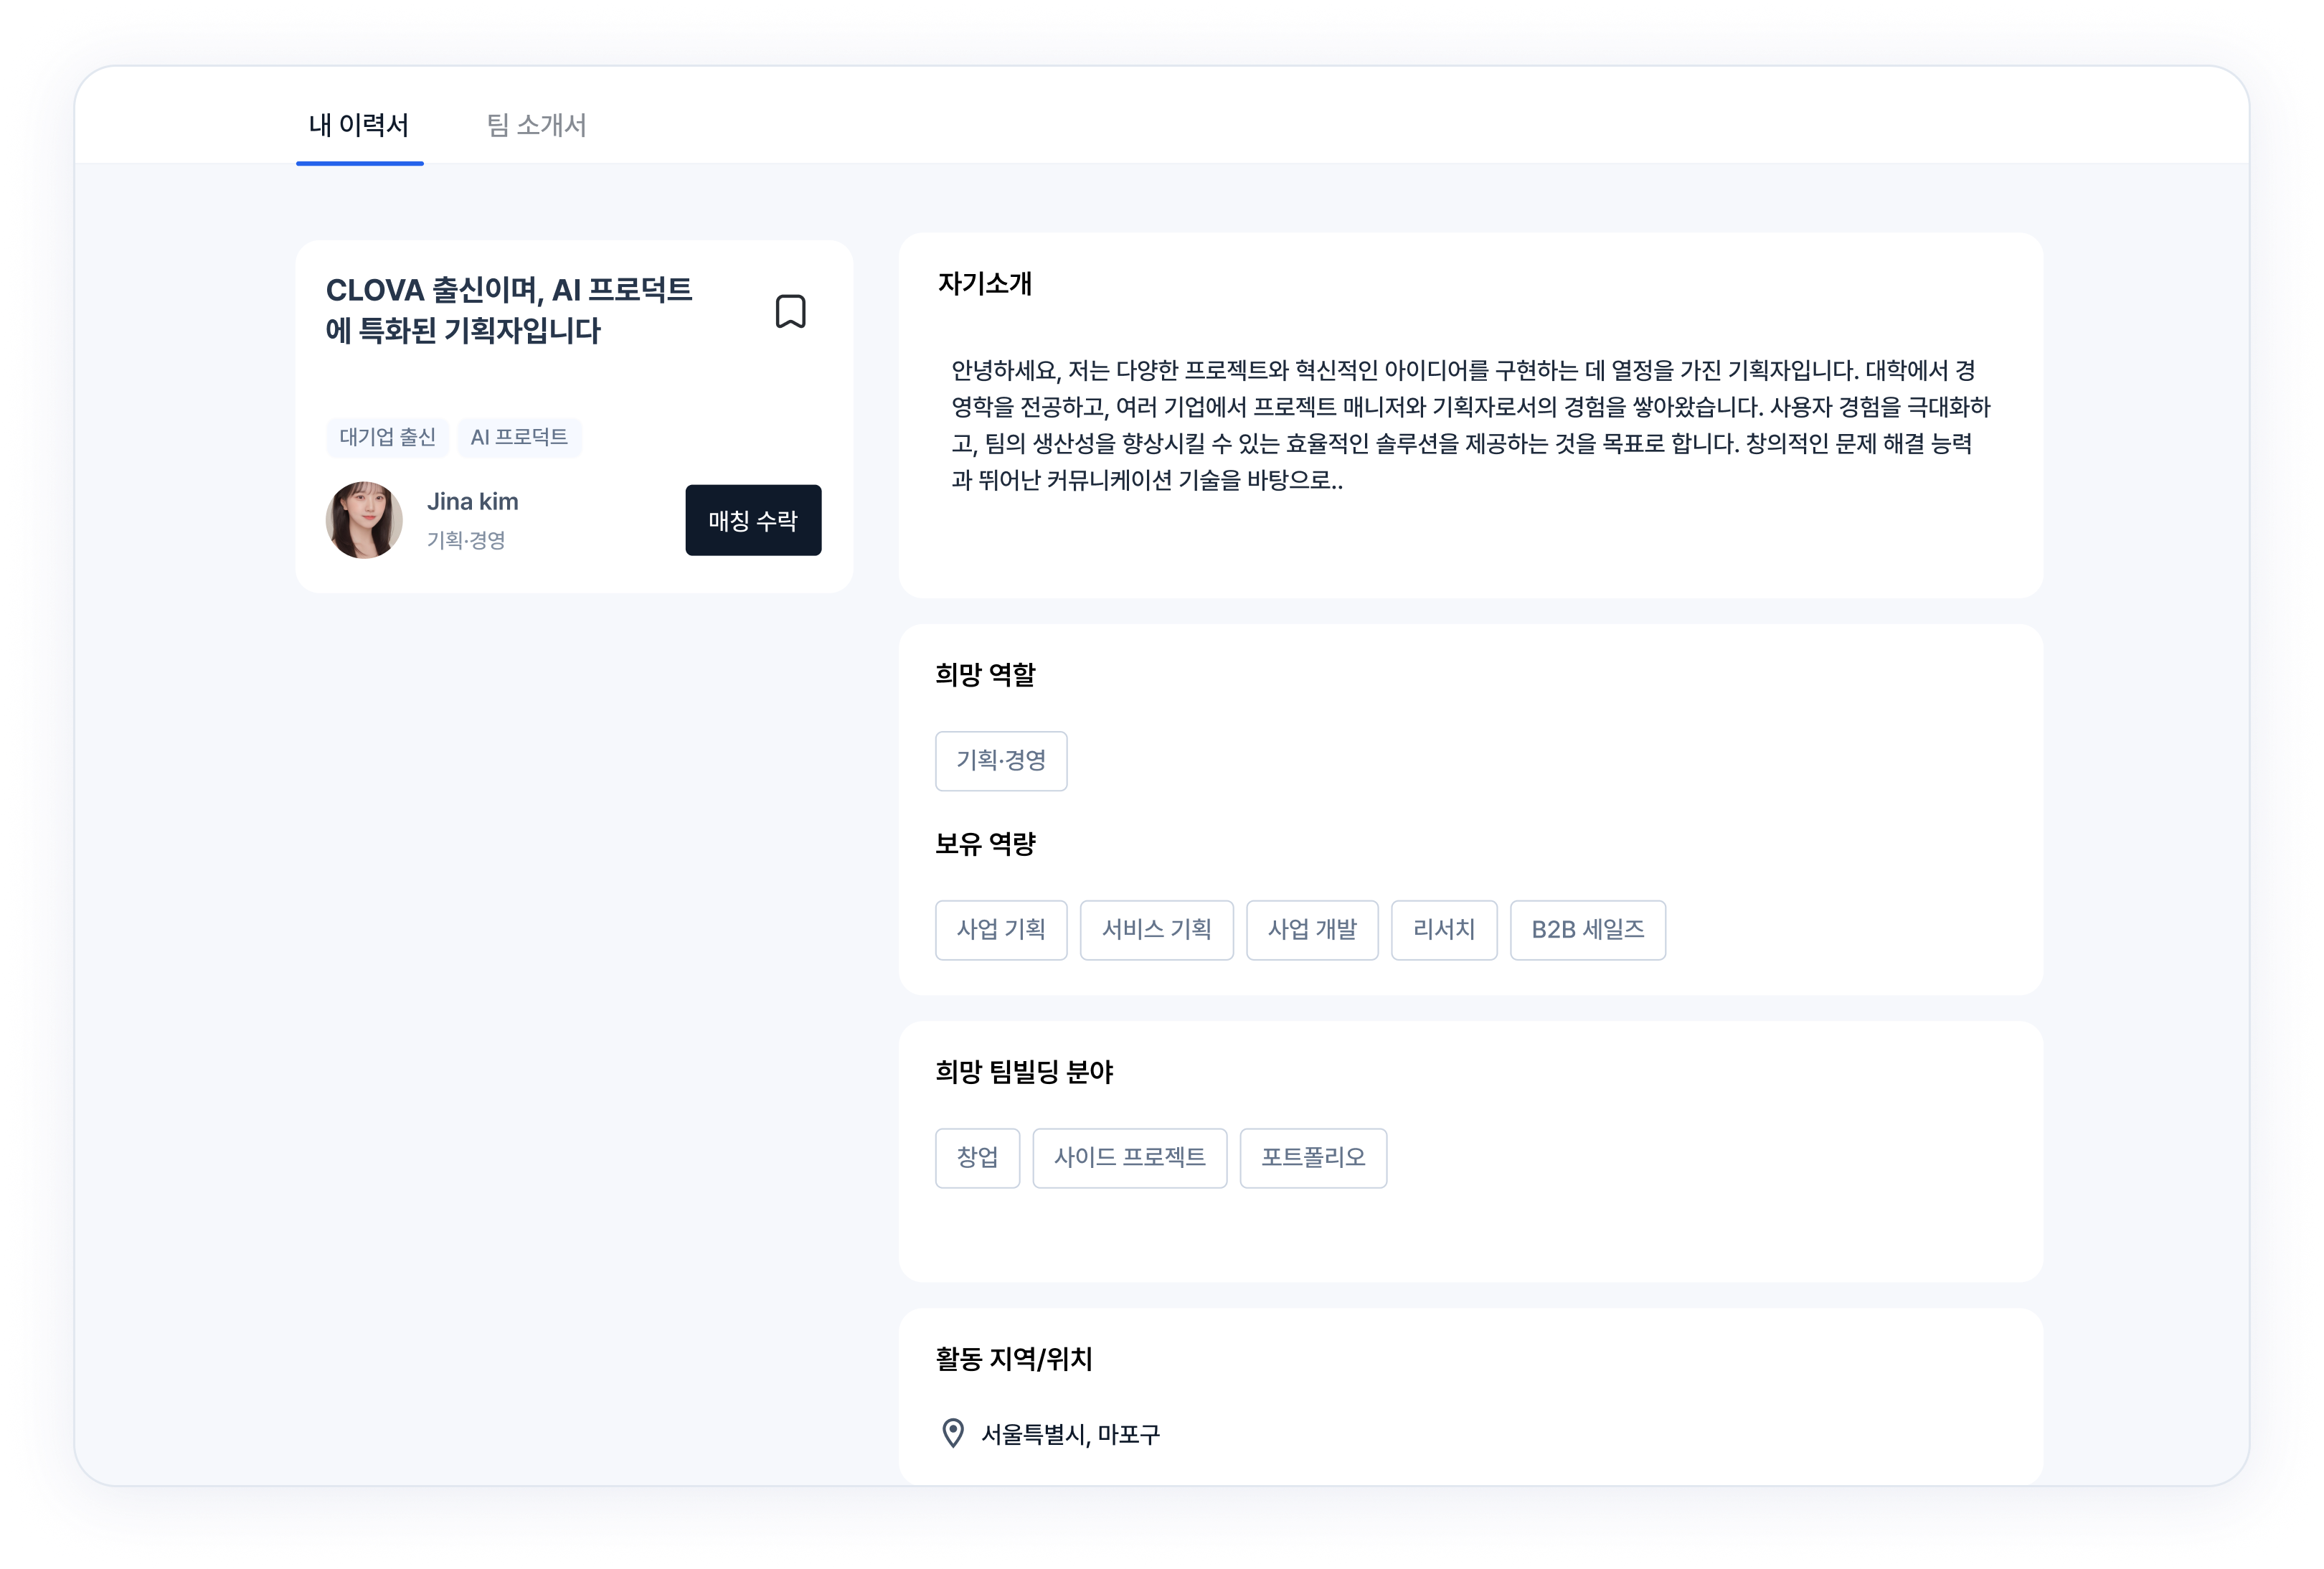 내 이력서
팀 소개서
CLOVA 출신이며, AI 프로덕트
에 특화된 기획자입니다
대기업 출신
AI 프로덕트
Jina kim
기획·경영
매칭 수락
자기소개
안녕하세요, 저는 다양한 프로젝트와 혁신적인 아이디어를 구현하는 데 열정을 가진 기획자입니다. 대학에서 경
영학을 전공하고, 여러 기업에서 프로젝트 매니저와 기획자로서의 경험을 쌓아왔습니다. 사용자 경험을 극대화하
고, 팀의 생산성을 향상시킬 수 있는 효율적인 솔루션을 제공하는 것을 목표로 합니다. 창의적인 문제 해결 능력
과 뛰어난 커뮤니케이션 기술을 바탕으로..
희망 역할
기획·경영
보유 역량
사업 기획
서비스 기획
사업 개발
리서치
B2B 세일즈
희망 팀빌딩 분야
창업
사이드 프로젝트
포트폴리오
활동 지역/위치
서울특별시, 마포구